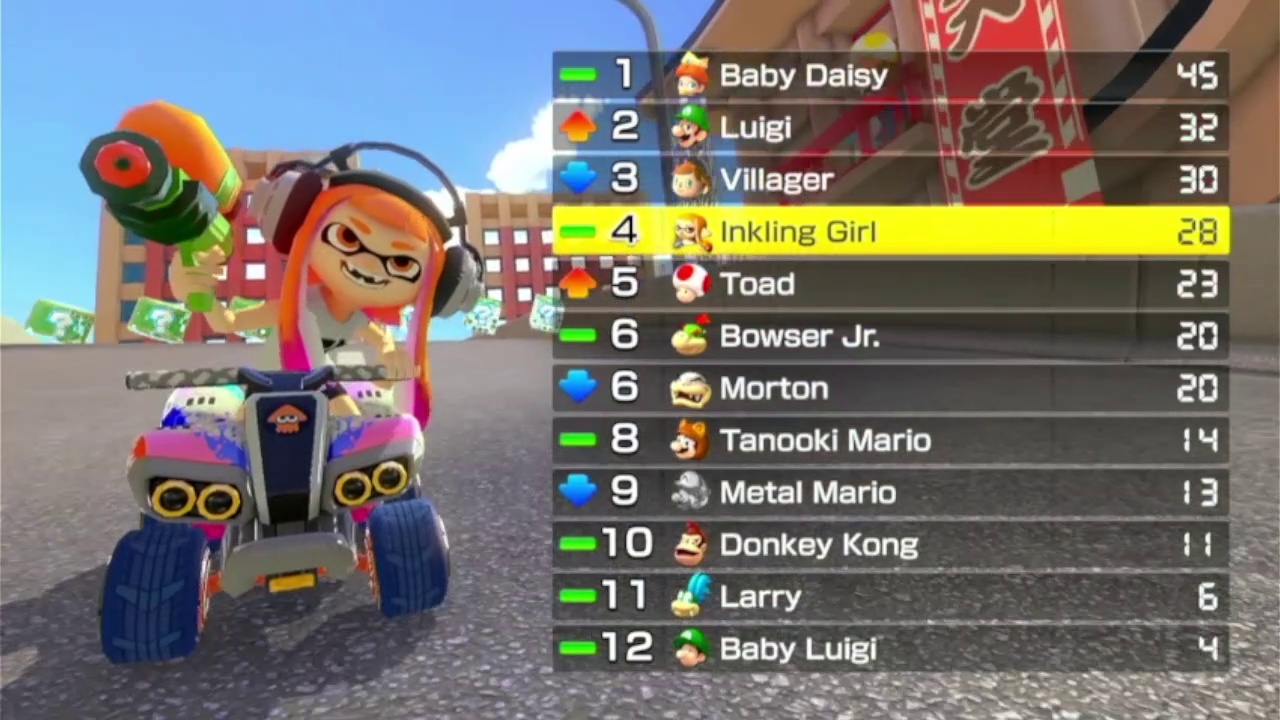 天
堂
1 Baby Daisy 45
2 Luigi 32
3 Villager 30
4 Inkling Girl 28
5 Toad 23
6 Bowser Jr. 20
6 Morton 20
8 Tanooki Mario 14
9 Metal Mario 13
10 Donkey Kong 11
11 Larry 6
12 Baby Luigi 4
? ? ? ?